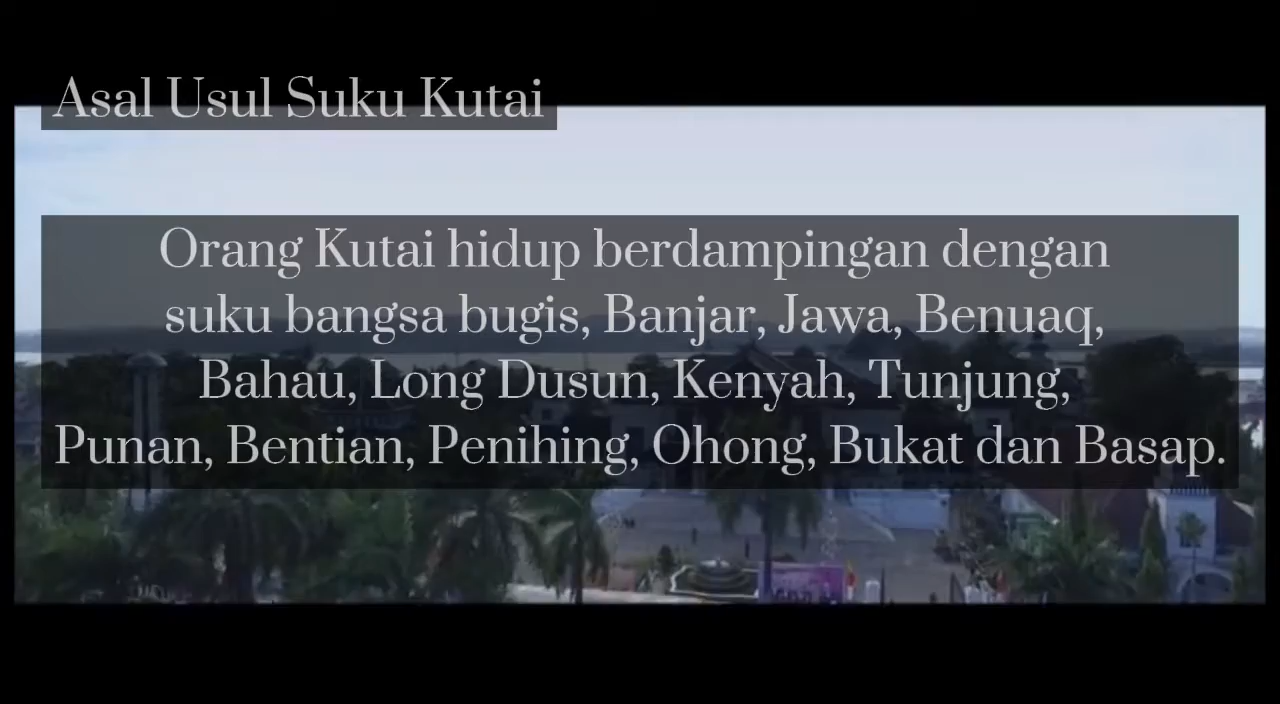 Asal Usul Suku Kutai
Orang Kutai hidup berdampingan dengan
suku bangsa bugis, Banjar, Jawa, Benuaq,
Bahau, Long Dusun, Kenyah, Tunjung,
Punan, Bentian, Penihing, Ohong, Bukat dan Basap.